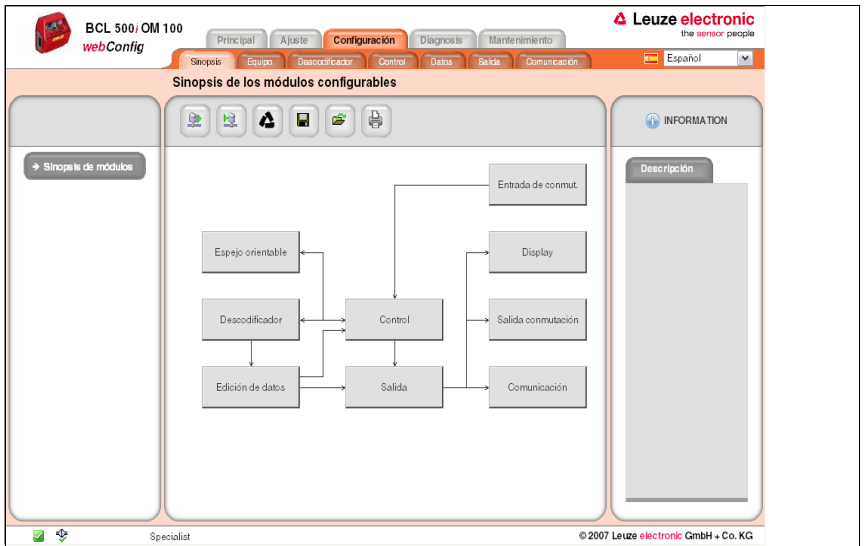 BCL 500i OM 100
webConfig
Principal
Ajuste
Configuración
Diagnosis
Mantenimiento
Leuze electronic
the sensor people
Sinopsis
Equipo
Descodificador
Control
Datos
Salida
Comunicación
Español
Sinopsis de los módulos configurables
INFORMATION
Sinopsis de módulos
Descripción
Entrada de conmut.
Espejo orientable
Display
Descodificador
Control
Salida conmutación
Edición de datos
Salida
Comunicación
Specialist
© 2007 Leuze electronic GmbH + Co. KG